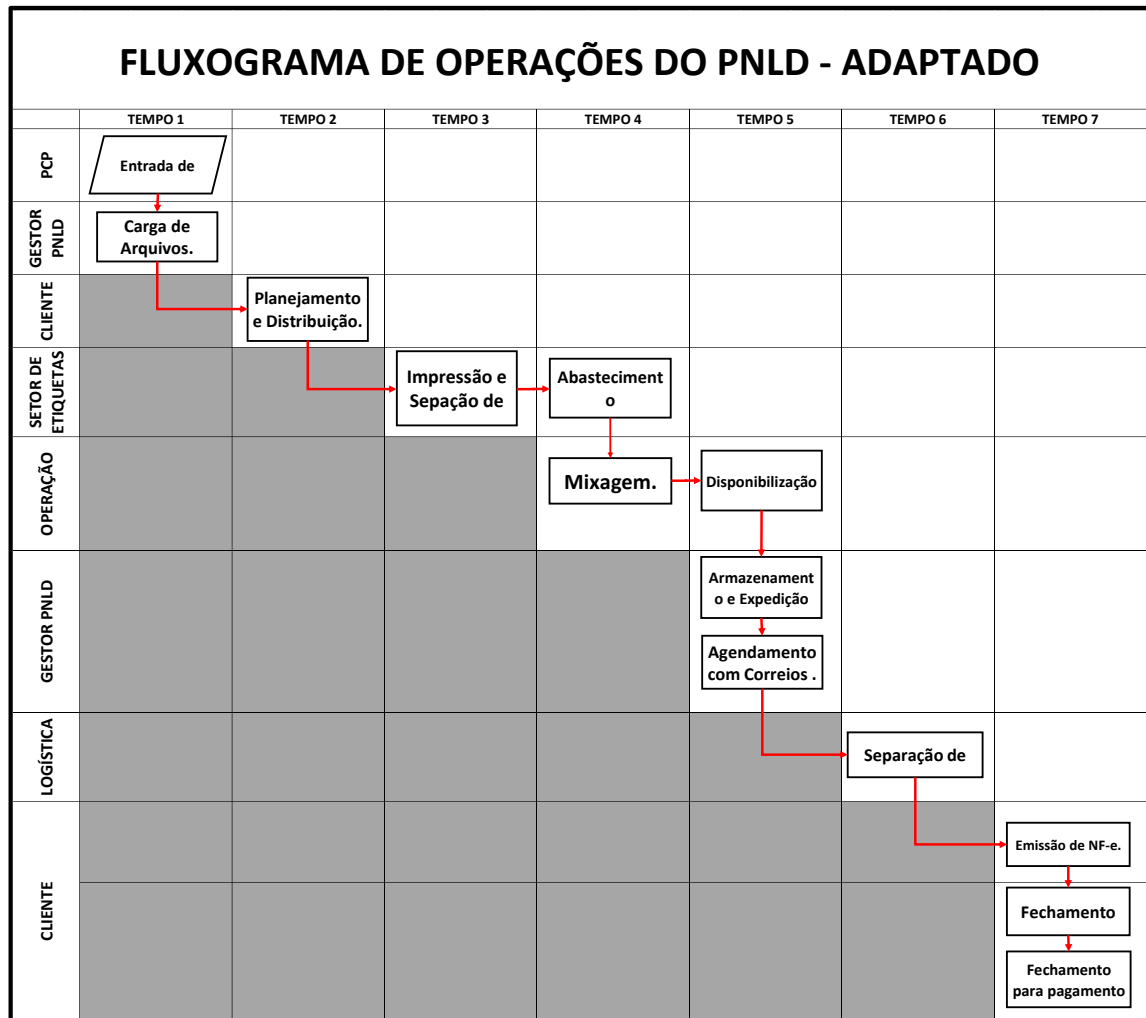 FLUXOGRAMA DE OPERAÇÕES DO PNLD - ADAPTADO
TEMPO 1
TEMPO 2
TEMPO 3
TEMPO 4
TEMPO 5
TEMPO 6
TEMPO 7
PCP
Entrada de
GESTOR
PNLD
Carga de
Arquivos.
CLIENTE
Planejamento
e Distribuição.
SETOR DE
ETIQUETAS
Impressão e
Sepação de
Abasteciment
o
OPERAÇÃO
Mixagem.
Disponibilização
GESTOR PNLD
Armazenament
o e Expedição
Agendamento
com Correios .
LOGÍSTICA
Separação de
CLIENTE
Emissão de NF-e.
Fechamento
Fechamento
para pagamento